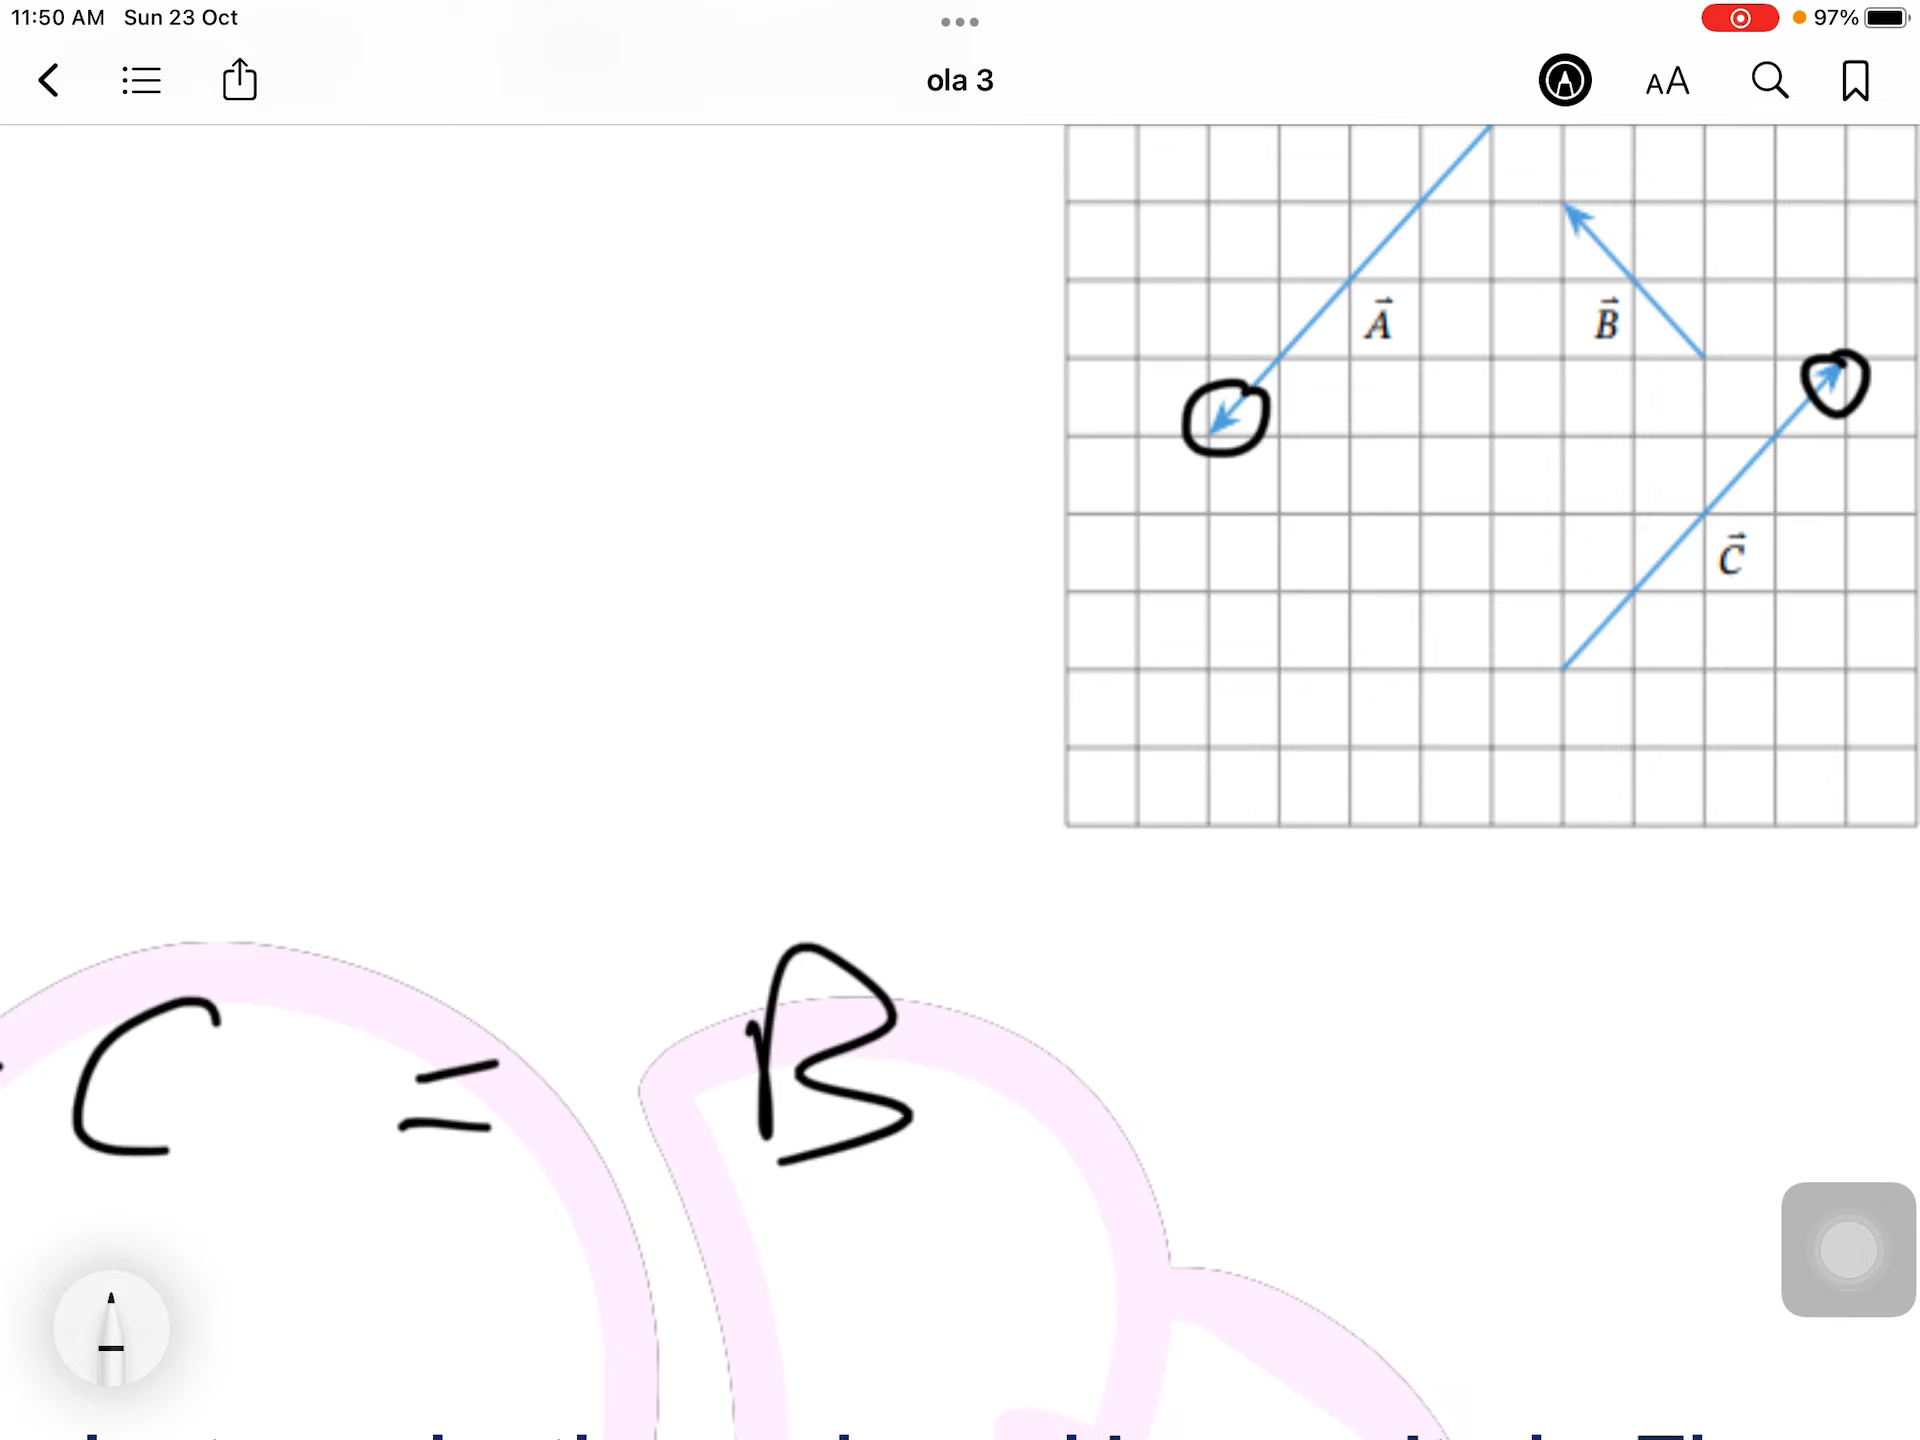 11:50 AM Sun 23 Oct
97%
ola 3
AA
A⃗
B⃗
C⃗
C = B